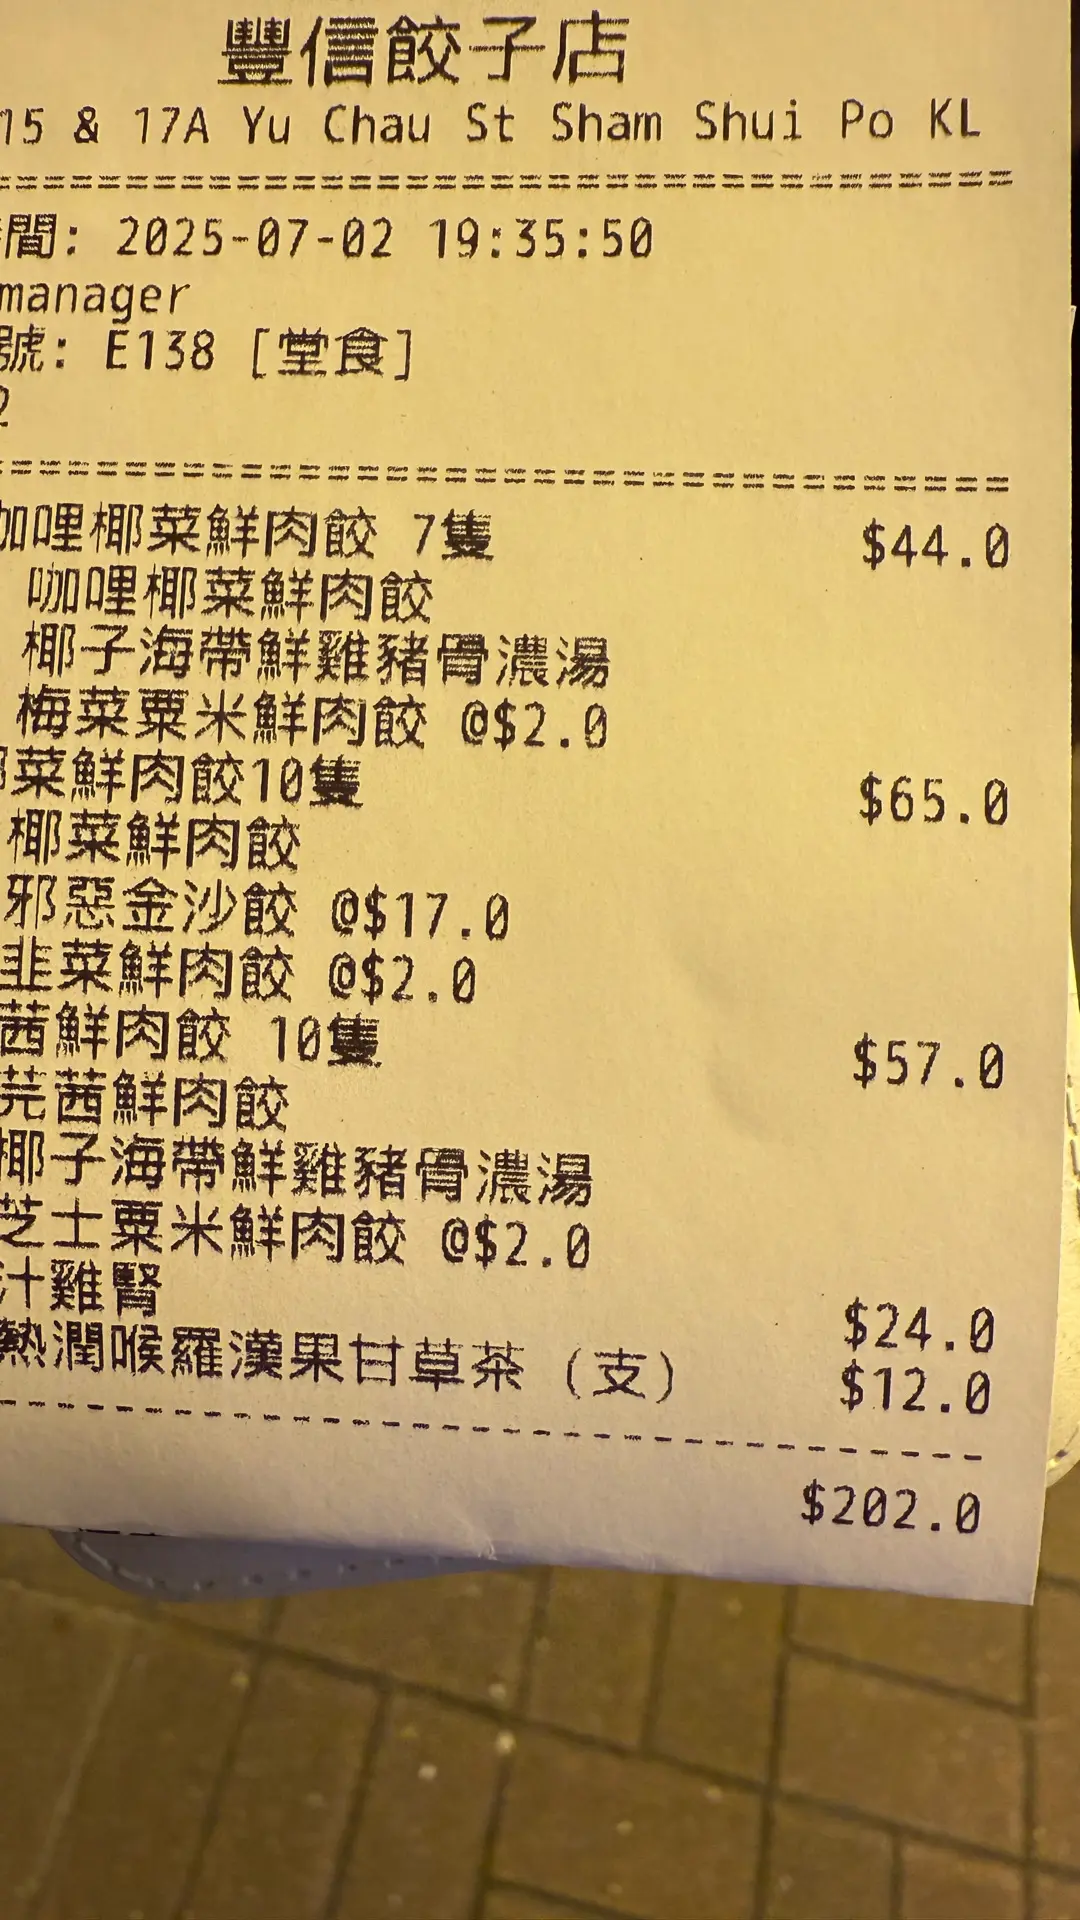 豐信餃子店
15 & 17A Yu Chau St Sham Shui Po KL
間: 2025-07-02 19:35:50
manager
號: E138 [堂食]
2
咖哩椰菜鮮肉餃 7隻 $44.0
咖哩椰菜鮮肉餃
椰子海帶鮮雞豬骨濃湯
梅菜粟米鮮肉餃 @$2.0
椰菜鮮肉餃10隻 $65.0
椰菜鮮肉餃
邪惡金沙餃 @$17.0
韭菜鮮肉餃 @$2.0
茜鮮肉餃 10隻 $57.0
芫茜鮮肉餃
椰子海帶鮮雞豬骨濃湯
芝士粟米鮮肉餃 @$2.0
汁雞腎 $24.0
熱潤喉羅漢果甘草茶 (支) $12.0
$202.0